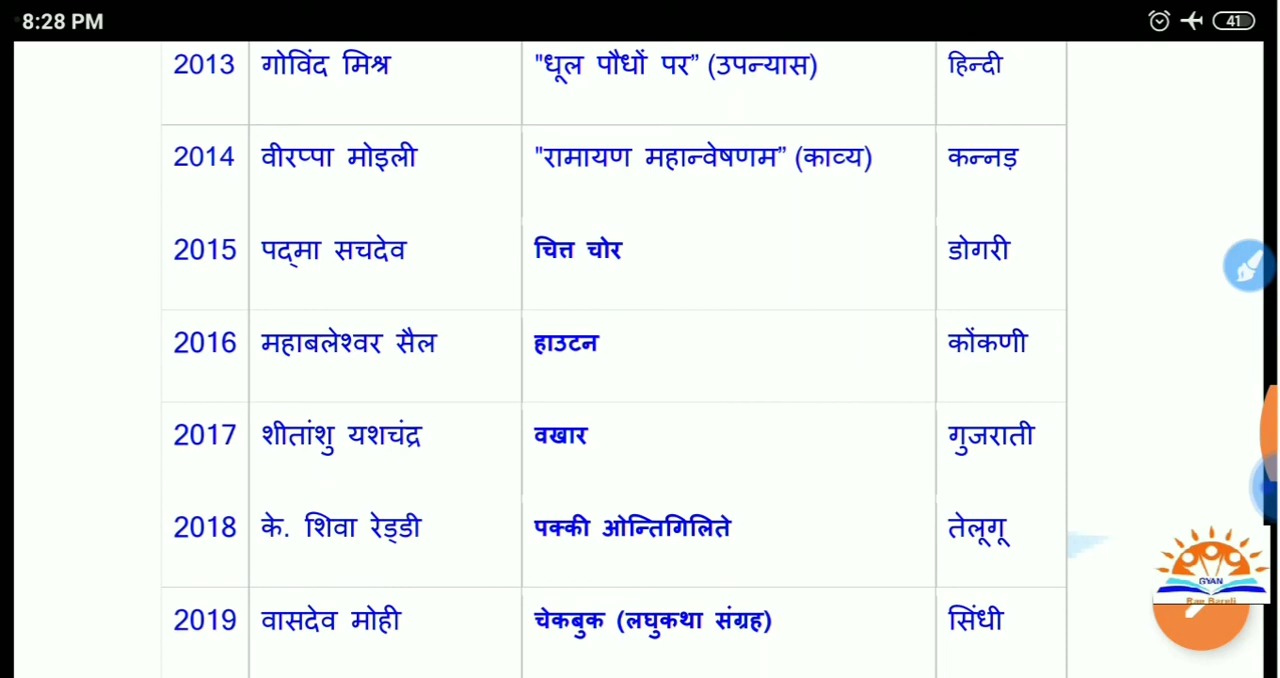 8:28 PM 41
2013 गोविंद मिश्र "धूल पौधों पर” (उपन्यास) हिन्दी
2014 वीरप्पा मोइली "रामायण महान्वेषणम” (काव्य) कन्नड़
2015 पद्मा सचदेव चित्त चोर डोगरी
2016 महाबलेश्वर सैल हाउटन कोंकणी
2017 शीतांशु यशचंद्र वखार गुजराती
2018 के. शिवा रेड्डी पक्की ओन्तिगिलिते तेलूगू
GYAN
Rae Bareli
2019 वासदेव मोही चेकबुक (लघुकथा संग्रह) सिंधी